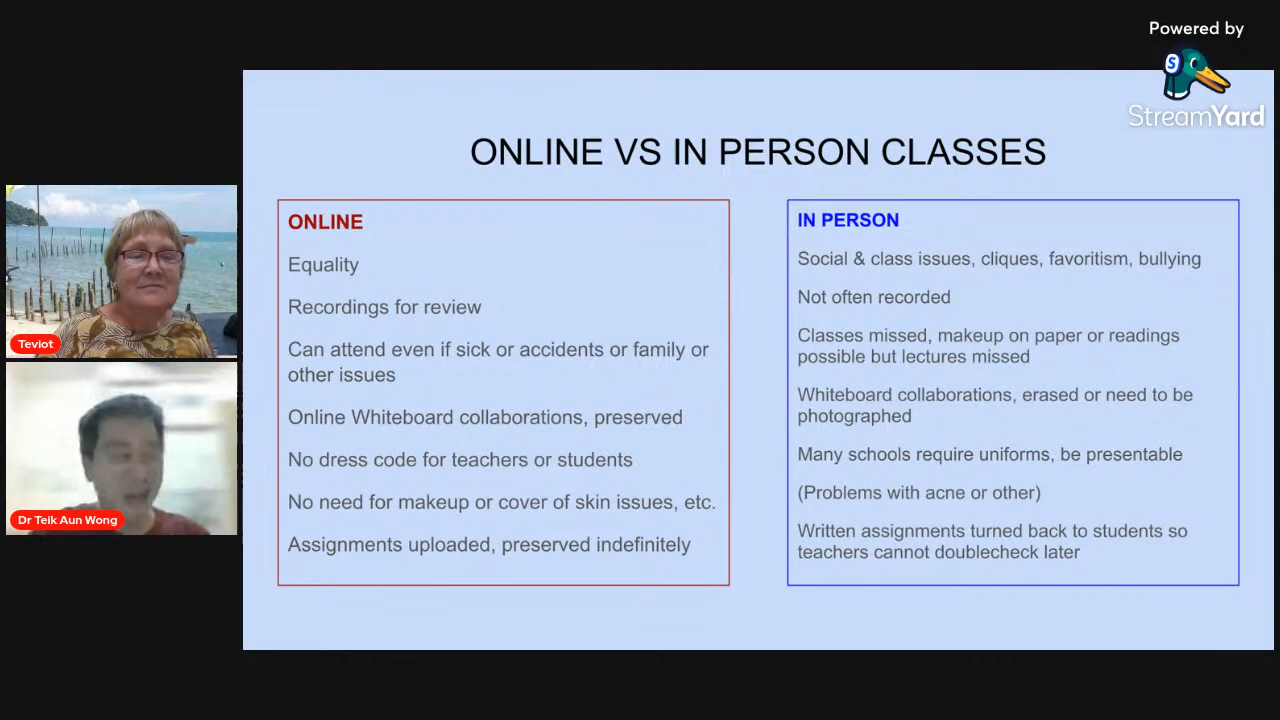 Powered by
StreamYard
ONLINE VS IN PERSON CLASSES
ONLINE
Equality
Recordings for review
Can attend even if sick or accidents or family or
other issues
Online Whiteboard collaborations, preserved
No dress code for teachers or students
No need for makeup or cover of skin issues, etc.
Assignments uploaded, preserved indefinitely
IN PERSON
Social & class issues, cliques, favoritism, bullying
Not often recorded
Classes missed, makeup on paper or readings
possible but lectures missed
Whiteboard collaborations, erased or need to be
photographed
Many schools require uniforms, be presentable
(Problems with acne or other)
Written assignments turned back to students so
teachers cannot doublecheck later
Teviot
Dr Teik Aun Wong